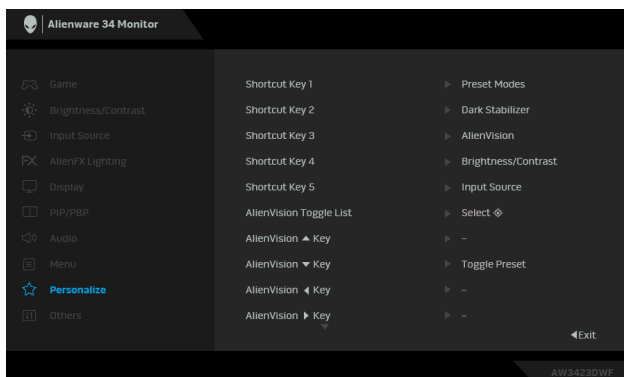 Alienware 34 Monitor
Game
Brightness/Contrast
Input Source
AlienFX Lighting
Display
PIP/PBP
Audio
Menu
Personalize
Others
Shortcut Key 1 Preset Modes
Shortcut Key 2 Dark Stabilizer
Shortcut Key 3 AlienVision
Shortcut Key 4 Brightness/Contrast
Shortcut Key 5 Input Source
AlienVision Toggle List Select
AlienVision ▲ Key -
AlienVision ▼ Key Toggle Preset
AlienVision ◀ Key -
AlienVision ▶ Key -
◀Exit
AW3423DWF